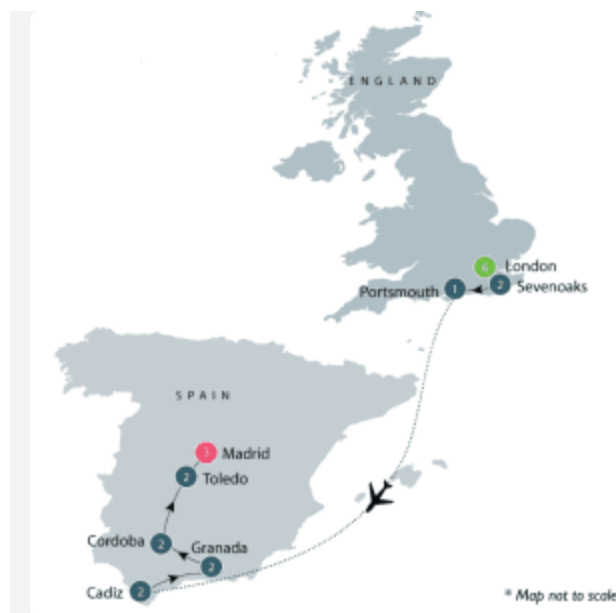 ENGLAND
6 London
Portsmouth 1 2 Sevenoaks
SPAIN
3 Madrid
2 Toledo
Cordoba 2
Granada
2
Cadiz 2
* Map not to scale